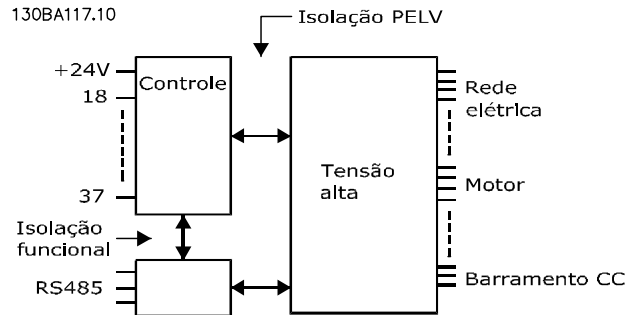 130BA117.10
Isolação PELV
+24V
Controle
18
37
Tensão
alta
Rede
elétrica
Motor
Isolação
funcional
RS485
Barramento CC